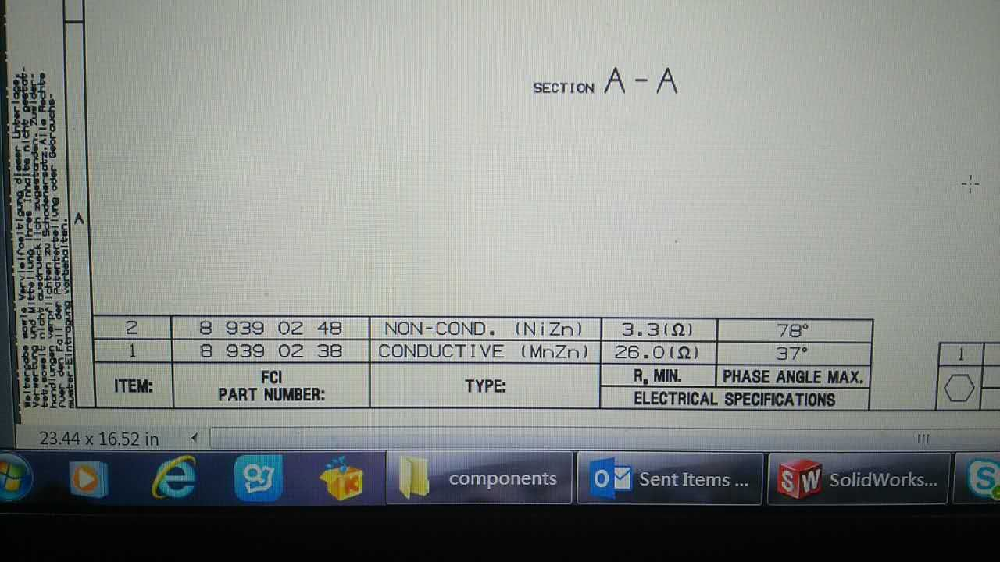 SECTION A - A
Weitergabe sowie Vervielfaeltigung dieser Unterlage,
Verwertung und Mitteilung ihres Inhalts nicht gestat-
tet, soweit nicht ausdruecklich zugestanden. Zuwider-
handlungen verpflichten zu Schadenersatz. Alle Rechte
fuer den Fall der Patenterteilung oder Gebrauchs-
muster-Eintragung vorbehalten.
A
2 8 939 02 48 NON-COND. (NiZn) 3.3(Ω) 78°
1 8 939 02 38 CONDUCTIVE (MnZn) 26.0(Ω) 37°
ITEM: FCI PART NUMBER: TYPE: R, MIN. PHASE ANGLE MAX.
ELECTRICAL SPECIFICATIONS
1
23.44 x 16.52 in
components
Sent Items ...
SolidWorks...